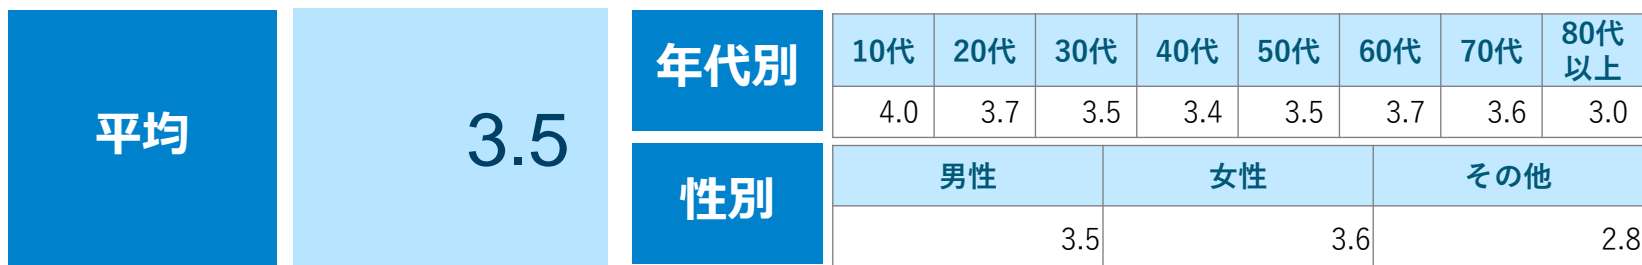 平均
3.5
年代別
10代 20代 30代 40代 50代 60代 70代 80代以上
4.0 3.7 3.5 3.4 3.5 3.7 3.6 3.0
性別
男性 女性 その他
3.5 3.6 2.8